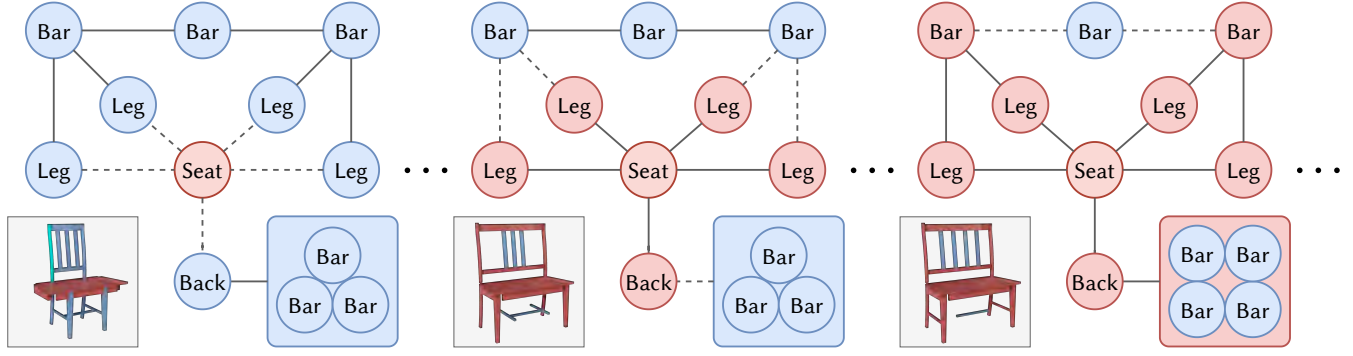 Bar Bar Bar Bar Bar Bar Bar Bar Bar
Leg Leg Leg Leg Leg Leg
Leg Seat Leg ... Leg Seat Leg ... Leg Seat Leg ...
Bar Bar Bar Bar
Back Back Back
Bar Bar Bar Bar Bar Bar